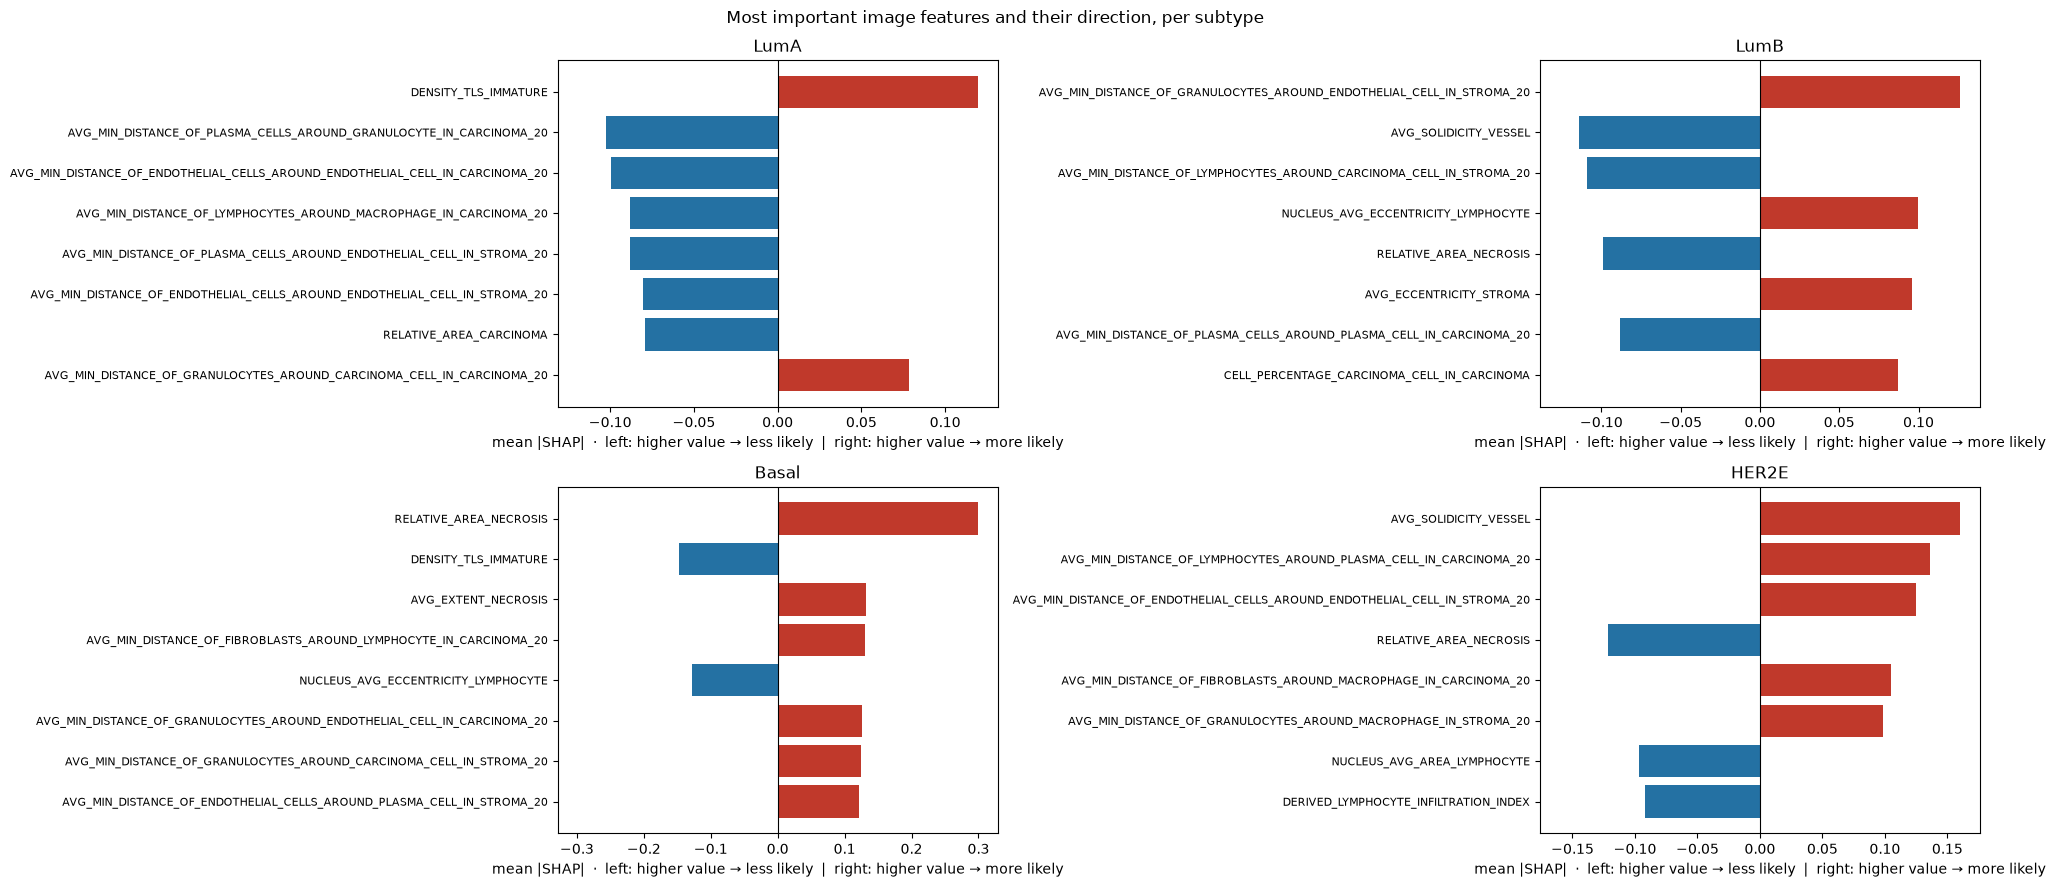 Most important image features and their direction, per subtype
LumA
DENSITY_TLS_IMMATURE
AVG_MIN_DISTANCE_OF_PLASMA_CELLS_AROUND_GRANULOCYTE_IN_CARCINOMA_20
AVG_MIN_DISTANCE_OF_ENDOTHELIAL_CELLS_AROUND_ENDOTHELIAL_CELL_IN_CARCINOMA_20
AVG_MIN_DISTANCE_OF_LYMPHOCYTES_AROUND_MACROPHAGE_IN_CARCINOMA_20
AVG_MIN_DISTANCE_OF_PLASMA_CELLS_AROUND_ENDOTHELIAL_CELL_IN_STROMA_20
AVG_MIN_DISTANCE_OF_ENDOTHELIAL_CELLS_AROUND_ENDOTHELIAL_CELL_IN_STROMA_20
RELATIVE_AREA_CARCINOMA
AVG_MIN_DISTANCE_OF_GRANULOCYTES_AROUND_CARCINOMA_CELL_IN_CARCINOMA_20
−0.10 −0.05 0.00 0.05 0.10
mean |SHAP| · left: higher value → less likely | right: higher value → more likely
LumB
AVG_MIN_DISTANCE_OF_GRANULOCYTES_AROUND_ENDOTHELIAL_CELL_IN_STROMA_20
AVG_SOLIDICITY_VESSEL
AVG_MIN_DISTANCE_OF_LYMPHOCYTES_AROUND_CARCINOMA_CELL_IN_STROMA_20
NUCLEUS_AVG_ECCENTRICITY_LYMPHOCYTE
RELATIVE_AREA_NECROSIS
AVG_ECCENTRICITY_STROMA
AVG_MIN_DISTANCE_OF_PLASMA_CELLS_AROUND_PLASMA_CELL_IN_CARCINOMA_20
CELL_PERCENTAGE_CARCINOMA_CELL_IN_CARCINOMA
−0.10 −0.05 0.00 0.05 0.10
mean |SHAP| · left: higher value → less likely | right: higher value → more likely
Basal
RELATIVE_AREA_NECROSIS
DENSITY_TLS_IMMATURE
AVG_EXTENT_NECROSIS
AVG_MIN_DISTANCE_OF_FIBROBLASTS_AROUND_LYMPHOCYTE_IN_CARCINOMA_20
NUCLEUS_AVG_ECCENTRICITY_LYMPHOCYTE
AVG_MIN_DISTANCE_OF_GRANULOCYTES_AROUND_ENDOTHELIAL_CELL_IN_CARCINOMA_20
AVG_MIN_DISTANCE_OF_GRANULOCYTES_AROUND_CARCINOMA_CELL_IN_STROMA_20
AVG_MIN_DISTANCE_OF_ENDOTHELIAL_CELLS_AROUND_PLASMA_CELL_IN_STROMA_20
−0.3 −0.2 −0.1 0.0 0.1 0.2 0.3
mean |SHAP| · left: higher value → less likely | right: higher value → more likely
HER2E
AVG_SOLIDICITY_VESSEL
AVG_MIN_DISTANCE_OF_LYMPHOCYTES_AROUND_PLASMA_CELL_IN_CARCINOMA_20
AVG_MIN_DISTANCE_OF_ENDOTHELIAL_CELLS_AROUND_ENDOTHELIAL_CELL_IN_STROMA_20
RELATIVE_AREA_NECROSIS
AVG_MIN_DISTANCE_OF_FIBROBLASTS_AROUND_MACROPHAGE_IN_CARCINOMA_20
AVG_MIN_DISTANCE_OF_GRANULOCYTES_AROUND_MACROPHAGE_IN_STROMA_20
NUCLEUS_AVG_AREA_LYMPHOCYTE
DERIVED_LYMPHOCYTE_INFILTRATION_INDEX
−0.15 −0.10 −0.05 0.00 0.05 0.10 0.15
mean |SHAP| · left: higher value → less likely | right: higher value → more likely